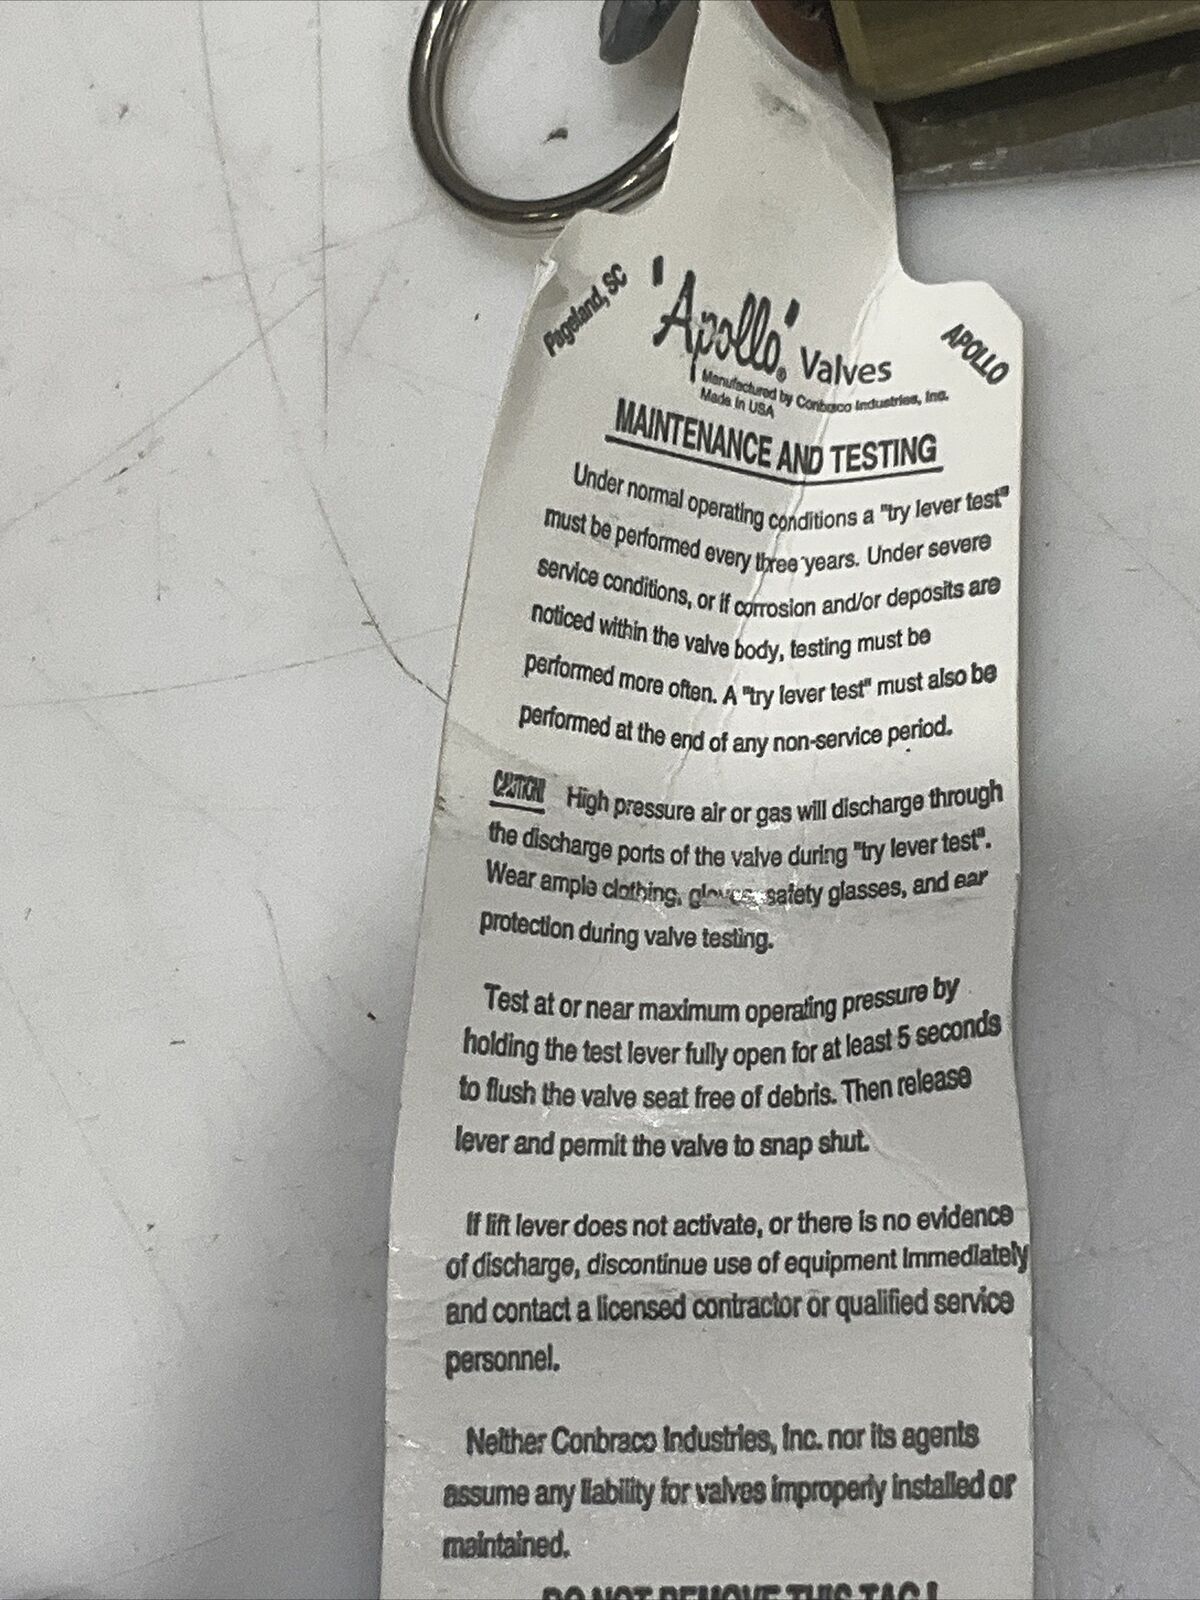 Pageland, SC
"Apollo"® Valves
APOLLO
Manufactured by Conbraco Industries, Inc.
Made in USA
MAINTENANCE AND TESTING
Under normal operating conditions a "try lever test"
must be performed every three years. Under severe
service conditions, or if corrosion and/or deposits are
noticed within the valve body, testing must be
performed more often. A "try lever test" must also be
performed at the end of any non-service period.
CAUTION! High pressure air or gas will discharge through
the discharge ports of the valve during "try lever test".
Wear ample clothing, gloves, safety glasses, and ear
protection during valve testing.
Test at or near maximum operating pressure by
holding the test lever fully open for at least 5 seconds
to flush the valve seat free of debris. Then release
lever and permit the valve to snap shut.
If lift lever does not activate, or there is no evidence
of discharge, discontinue use of equipment immediately
and contact a licensed contractor or qualified service
personnel.
Neither Conbraco Industries, Inc. nor its agents
assume any liability for valves improperly installed or
maintained.
DO NOT REMOVE THIS TAG !